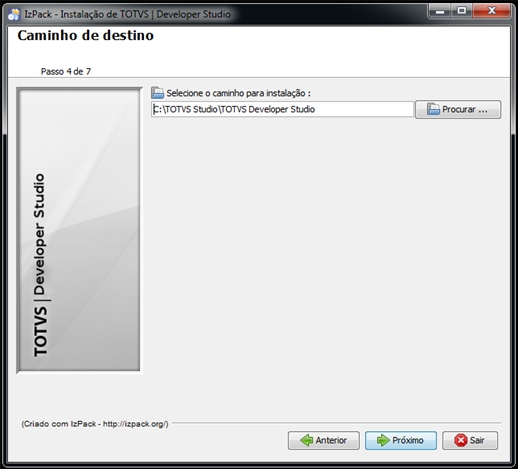 IzPack - Instalação de TOTVS | Developer Studio
Caminho de destino
Passo 4 de 7
Selecione o caminho para instalação :
C:\TOTVS Studio\TOTVS Developer Studio
Procurar ...
TOTVS | Developer Studio
(Criado com IzPack - http://izpack.org/)
Anterior
Próximo
Sair